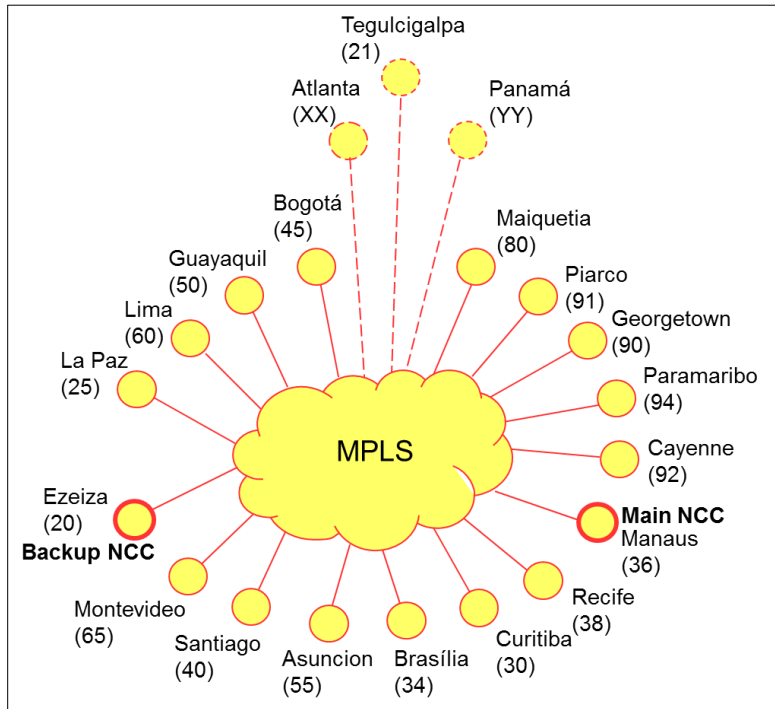 Tegulcigalpa
(21)
Atlanta
(XX)
Panamá
(YY)
Bogotá
(45)
Maiquetia
(80)
Guayaquil
(50)
Piarco
(91)
Lima
(60)
Georgetown
(90)
La Paz
(25)
Paramaribo
(94)
MPLS
Cayenne
(92)
Ezeiza
(20)
Backup NCC
Main NCC
Manaus
(36)
Montevideo
(65)
Recife
(38)
Santiago
(40)
Asuncion
(55)
Brasília
(34)
Curitiba
(30)